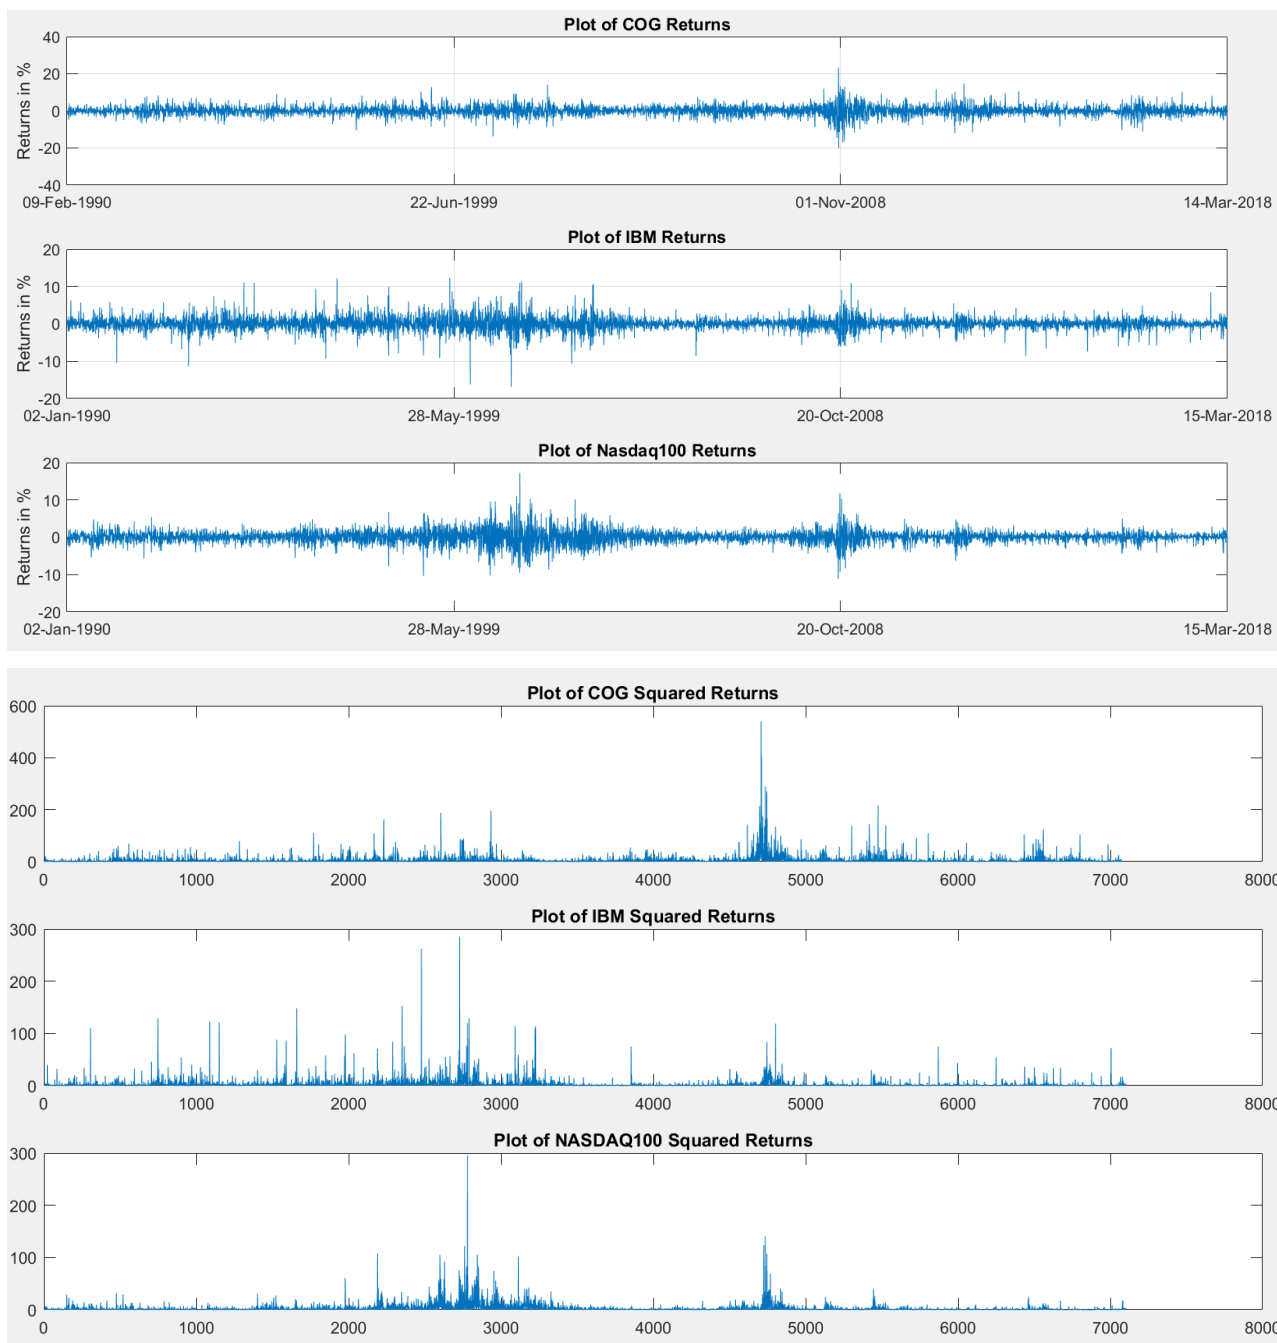 Plot of COG Returns
Returns in %
40
20
0
-20
-40
09-Feb-1990 22-Jun-1999 01-Nov-2008 14-Mar-2018
Plot of IBM Returns
Returns in %
20
10
0
-10
-20
02-Jan-1990 28-May-1999 20-Oct-2008 15-Mar-2018
Plot of Nasdaq100 Returns
Returns in %
20
10
0
-10
-20
02-Jan-1990 28-May-1999 20-Oct-2008 15-Mar-2018
Plot of COG Squared Returns
600
400
200
0
0 1000 2000 3000 4000 5000 6000 7000 8000
Plot of IBM Squared Returns
300
200
100
0
0 1000 2000 3000 4000 5000 6000 7000 8000
Plot of NASDAQ100 Squared Returns
300
200
100
0
0 1000 2000 3000 4000 5000 6000 7000 8000